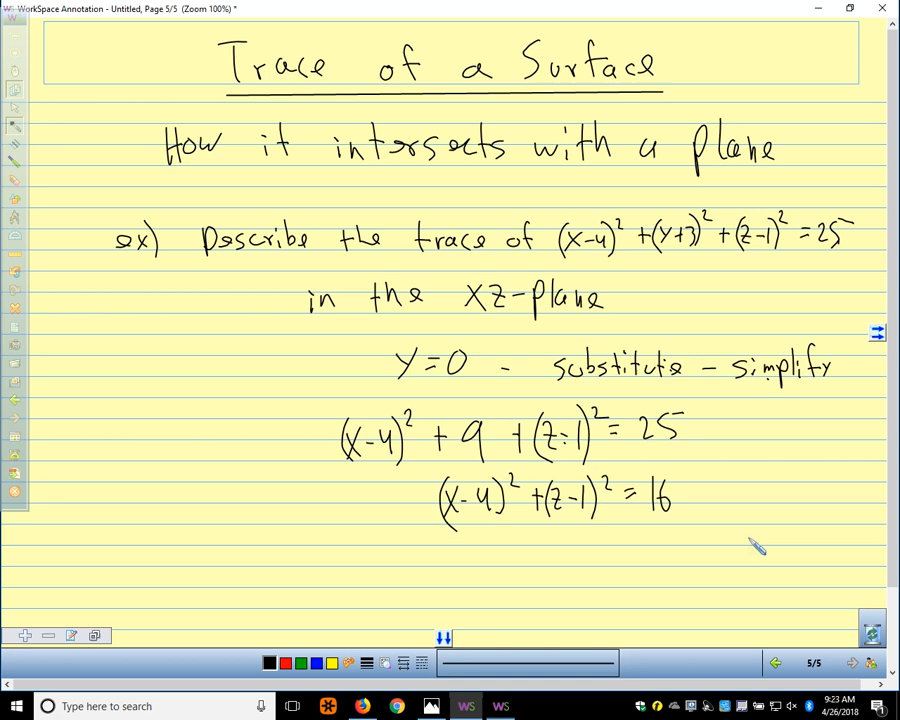 WorkSpace Annotation - Untitled, Page 5/5 (Zoom 100%) *
Trace of a Surface
How it intersects with a plane
ex) Describe the trace of (x-4)² + (y+3)² + (z-1)² = 25
in the xz-plane
y = 0 - substitute - simplify
(x-4)² + 9 + (z-1)² = 25
(x-4)² + (z-1)² = 16
5/5
Type here to search
9:23 AM
4/26/2018